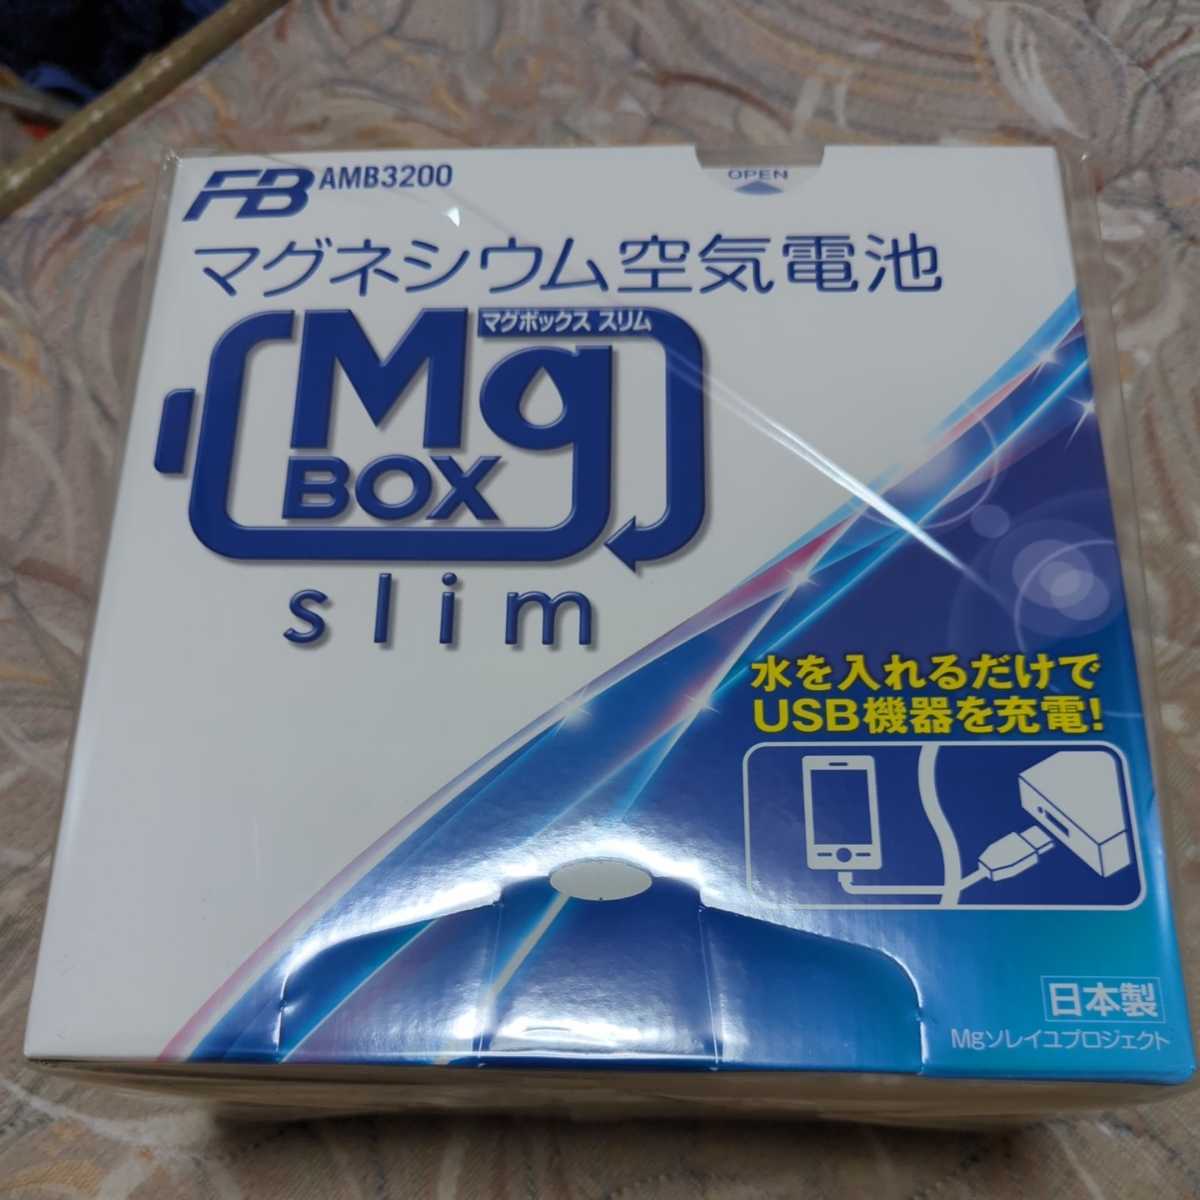 FB AMB3200
OPEN
マグネシウム空気電池
マグボックス スリム
Mg
BOX
slim
水を入れるだけで
USB機器を充電!
日本製
Mgソレイユプロジェクト